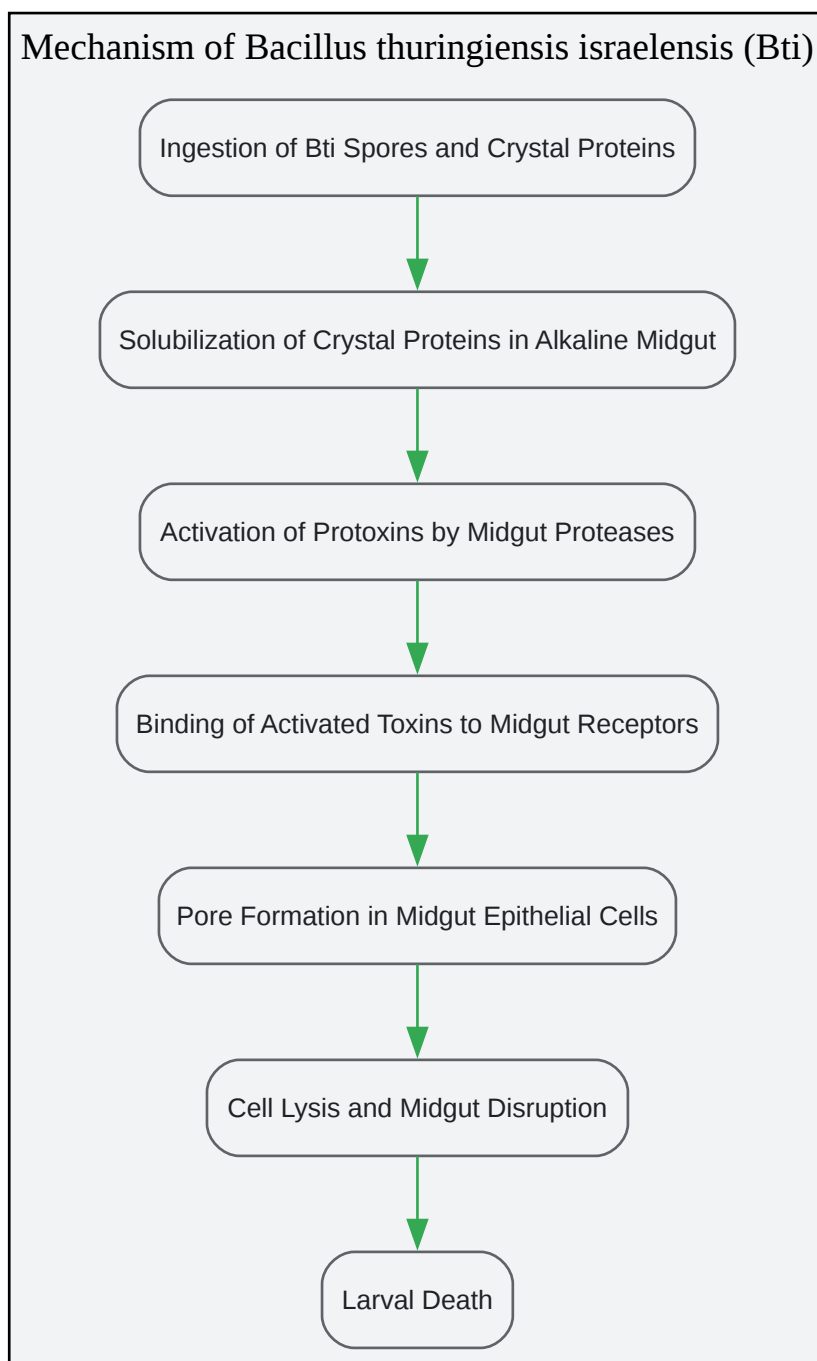 Mechanism of Bacillus thuringiensis israelensis (Bti)
Ingestion of Bti Spores and Crystal Proteins
Solubilization of Crystal Proteins in Alkaline Midgut
Activation of Protoxins by Midgut Proteases
Binding of Activated Toxins to Midgut Receptors
Pore Formation in Midgut Epithelial Cells
Cell Lysis and Midgut Disruption
Larval Death